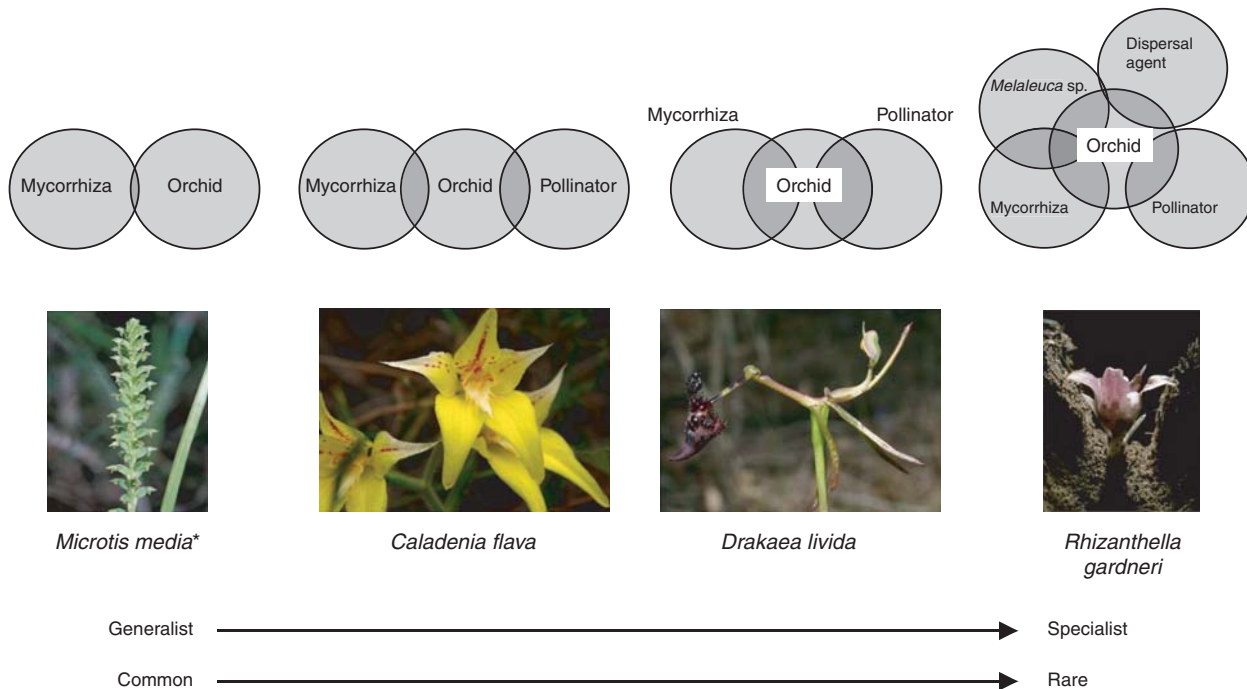 Mycorrhiza
Orchid
Mycorrhiza
Orchid
Pollinator
Mycorrhiza
Orchid
Pollinator
Dispersal
agent
Melaleuca sp.
Orchid
Mycorrhiza
Pollinator
Microtis media*
Caladenia flava
Drakaea livida
Rhizanthella
gardneri
Generalist
Specialist
Common
Rare